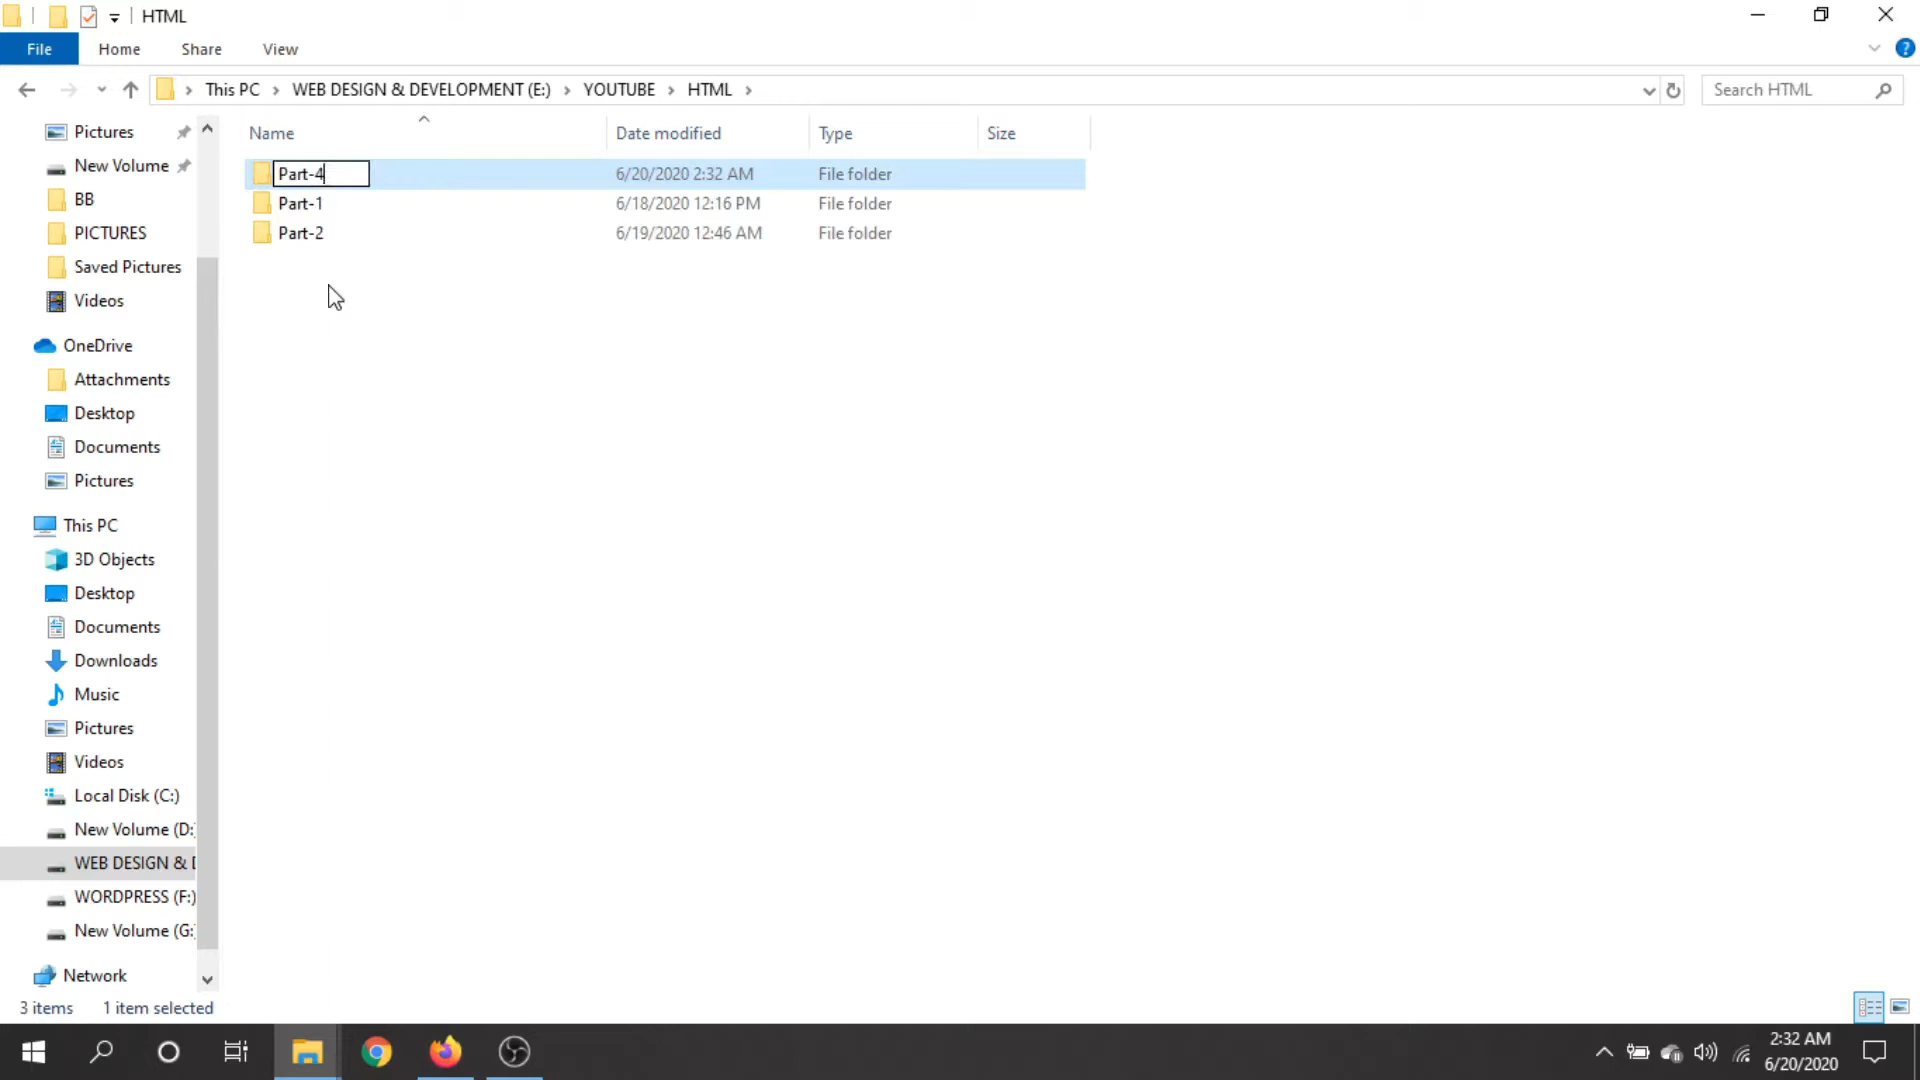 HTML
File Home Share View
This PC WEB DESIGN & DEVELOPMENT (E:) YOUTUBE HTML Search HTML
Name Date modified Type Size
Part-4 6/20/2020 2:32 AM File folder
Part-1 6/18/2020 12:16 PM File folder
Part-2 6/19/2020 12:46 AM File folder
Pictures
New Volume
BB
PICTURES
Saved Pictures
Videos
OneDrive
Attachments
Desktop
Documents
Pictures
This PC
3D Objects
Desktop
Documents
Downloads
Music
Pictures
Videos
Local Disk (C:)
New Volume (D:
WEB DESIGN & D
WORDPRESS (F:)
New Volume (G:
Network
3 items 1 item selected
2:32 AM
6/20/2020